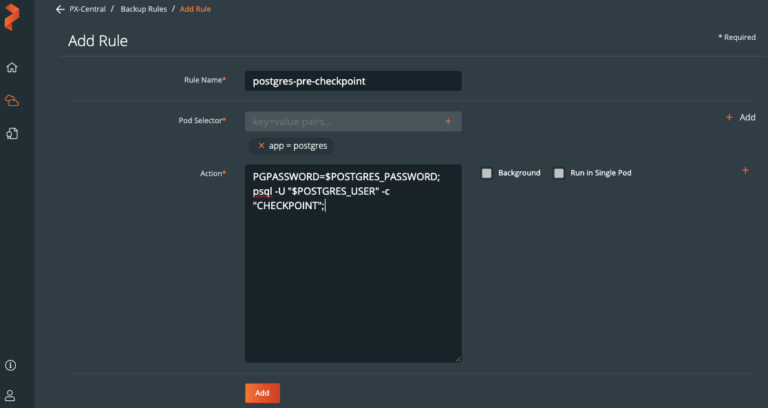 PX-Central / Backup Rules / Add Rule
Add Rule
* Required
Rule Name*
postgres-pre-checkpoint
Pod Selector*
key=value pairs...
+
+ Add
× app = postgres
Action*
PGPASSWORD=$POSTGRES_PASSWORD;
psql -U "$POSTGRES_USER" -c
"CHECKPOINT";
Background
Run in Single Pod
+
Add